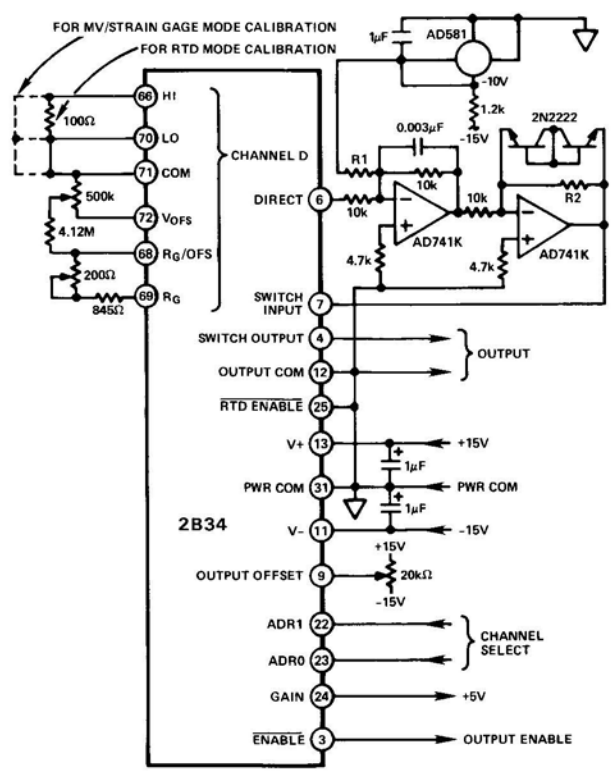 FOR MV/STRAIN GAGE MODE CALIBRATION
FOR RTD MODE CALIBRATION
1µF
AD581
-10V
1.2k
-15V
2N2222
0.003µF
66
HI
100Ω
70
LO
CHANNEL D
71
COM
500k
72
VOFS
4.12M
68
RG/OFS
200Ω
69
RG
845Ω
DIRECT
6
R1
10k
10k
10k
R2
AD741K
AD741K
4.7k
4.7k
SWITCH
INPUT
7
SWITCH OUTPUT
4
OUTPUT
OUTPUT COM
12
RTD ENABLE
25
V+
13
+15V
+
1µF
PWR COM
31
PWR COM
+
1µF
2B34
V-
11
-15V
+15V
OUTPUT OFFSET
9
20kΩ
-15V
ADR1
22
CHANNEL
SELECT
ADR0
23
GAIN
24
+5V
ENABLE
3
OUTPUT ENABLE